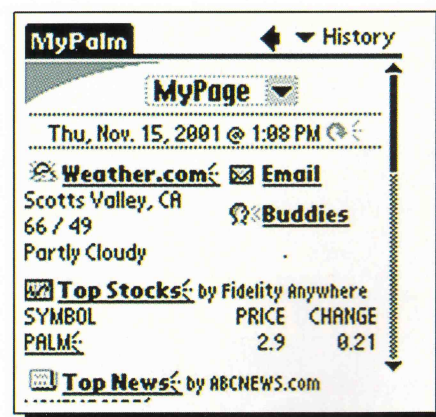 MyPalm History
MyPage
Thu, Nov. 15, 2001 @ 1:08 PM
Weather.com Email
Scotts Valley, CA
66 / 49
Buddies
Partly Cloudy
Top Stocks by Fidelity Anywhere
SYMBOL PRICE CHANGE
PALM 2.9 0.21
Top News by ABCNEWS.com